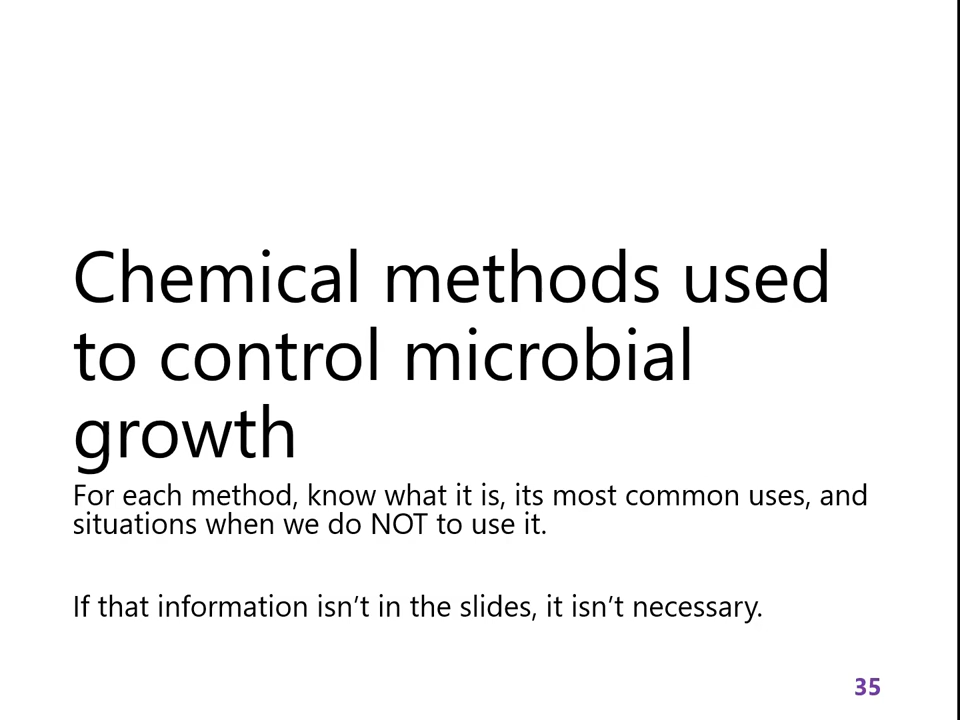 Chemical methods used
to control microbial
growth
For each method, know what it is, its most common uses, and
situations when we do NOT to use it.
If that information isn’t in the slides, it isn’t necessary.
35